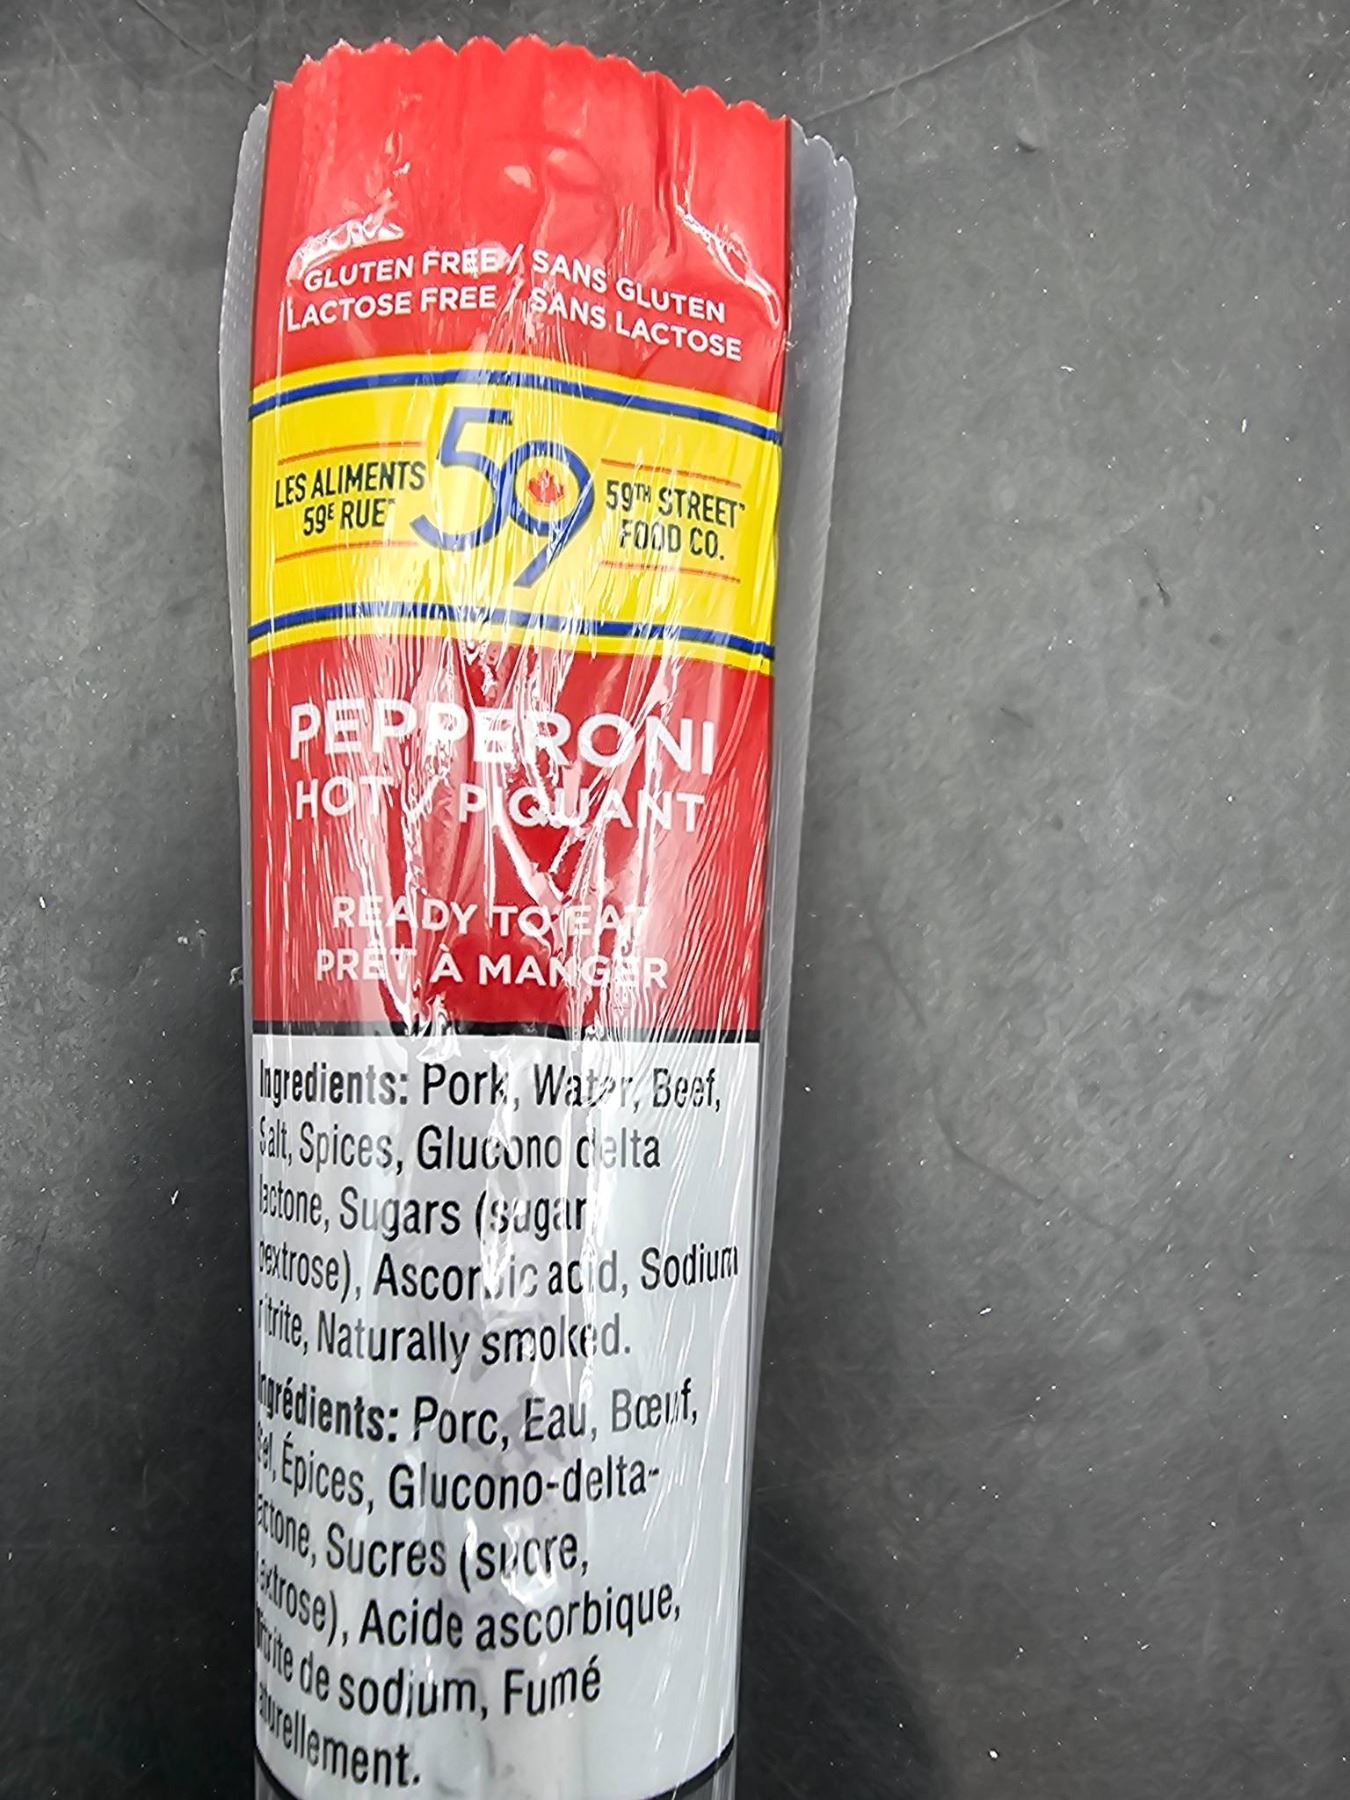 GLUTEN FREE / SANS GLUTEN
LACTOSE FREE / SANS LACTOSE
LES ALIMENTS
59E RUE™
59
59TH STREET™
FOOD CO.
PEPPERONI
HOT / PIQUANT
READY TO EAT
PRÊT À MANGER
Ingredients: Pork, Water, Beef,
Salt, Spices, Glucono delta
lactone, Sugars (sugar,
dextrose), Ascorbic acid, Sodium
nitrite, Naturally smoked.
Ingrédients: Porc, Eau, Bœuf,
Sel, Épices, Glucono-delta-
lactone, Sucres (sucre,
dextrose), Acide ascorbique,
Nitrite de sodium, Fumé
naturellement.